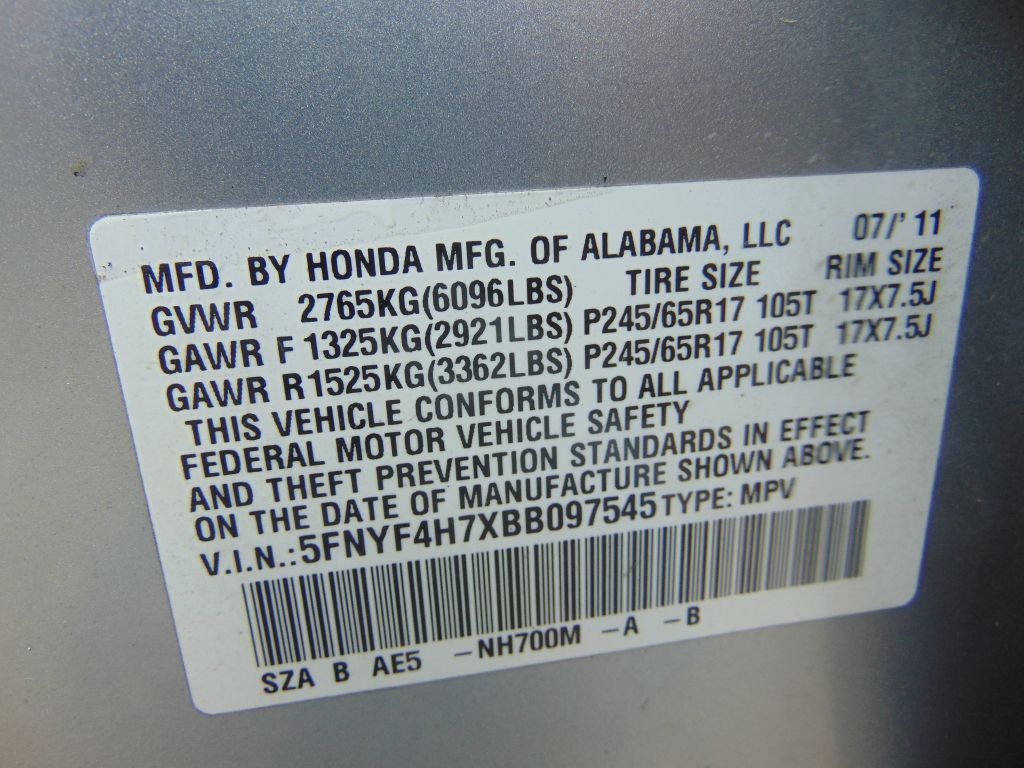 MFD. BY HONDA MFG. OF ALABAMA, LLC 07/'11
GVWR 2765KG(6096LBS) TIRE SIZE RIM SIZE
GAWR F 1325KG(2921LBS) P245/65R17 105T 17X7.5J
GAWR R 1525KG(3362LBS) P245/65R17 105T 17X7.5J
THIS VEHICLE CONFORMS TO ALL APPLICABLE
FEDERAL MOTOR VEHICLE SAFETY
AND THEFT PREVENTION STANDARDS IN EFFECT
ON THE DATE OF MANUFACTURE SHOWN ABOVE.
V.I.N.:5FNYF4H7XBB097545 TYPE: MPV
SZA B AE5 -NH700M -A -B